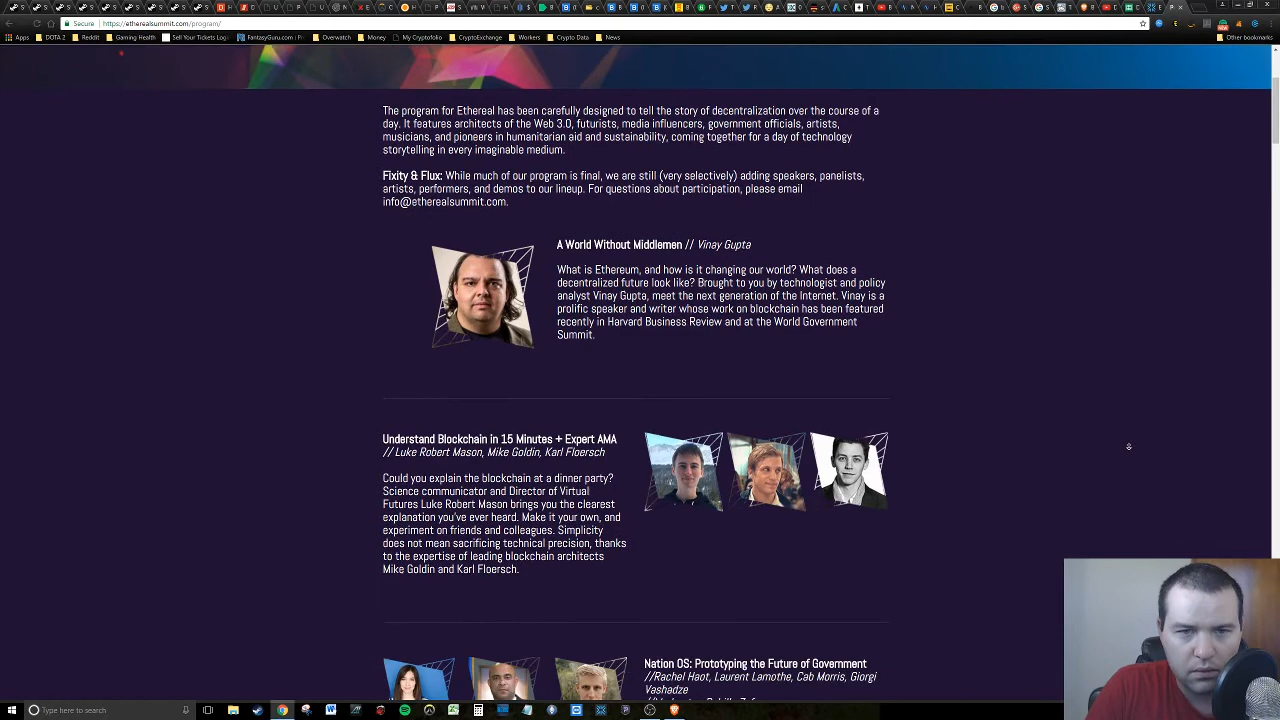 Secure https://etherealsummit.com/program/
Apps DOTA 2 Reddit Gaming Health Sell Your Tickets Overwatch Money My Cryptofolio CryptoExchange Workers Crypto Data News Other bookmarks
The program for Ethereal has been carefully designed to tell the story of decentralization over the course of a
day. It features architects of the Web 3.0, futurists, media influencers, government officials, artists,
musicians, and pioneers in humanitarian aid and sustainability, coming together for a day of technology
storytelling in every imaginable medium.
Fixity & Flux: While much of our program is final, we are still (very selectively) adding speakers, panelists,
artists, performers, and demos to our lineup. For questions about participation, please email
info@etherealsummit.com.
A World Without Middlemen // Vinay Gupta
What is Ethereum, and how is it changing our world? What does a
decentralized future look like? Brought to you by technologist and policy
analyst Vinay Gupta, meet the next generation of the Internet. Vinay is a
prolific speaker and writer whose work on blockchain has been featured
recently in Harvard Business Review and at the World Government
Summit.
Understand Blockchain in 15 Minutes + Expert AMA
// Luke Robert Mason, Mike Goldin, Karl Floersch
Could you explain the blockchain at a dinner party?
Science communicator and Director of Virtual
Futures Luke Robert Mason brings you the clearest
explanation you've ever heard. Make it your own, and
experiment on friends and colleagues. Simplicity
does not mean sacrificing technical precision, thanks
to the expertise of leading blockchain architects
Mike Goldin and Karl Floersch.
Nation OS: Prototyping the Future of Government
//Rachel Haot, Laurent Lamothe, Cab Morris, Giorgi
Vashadze
Type here to search